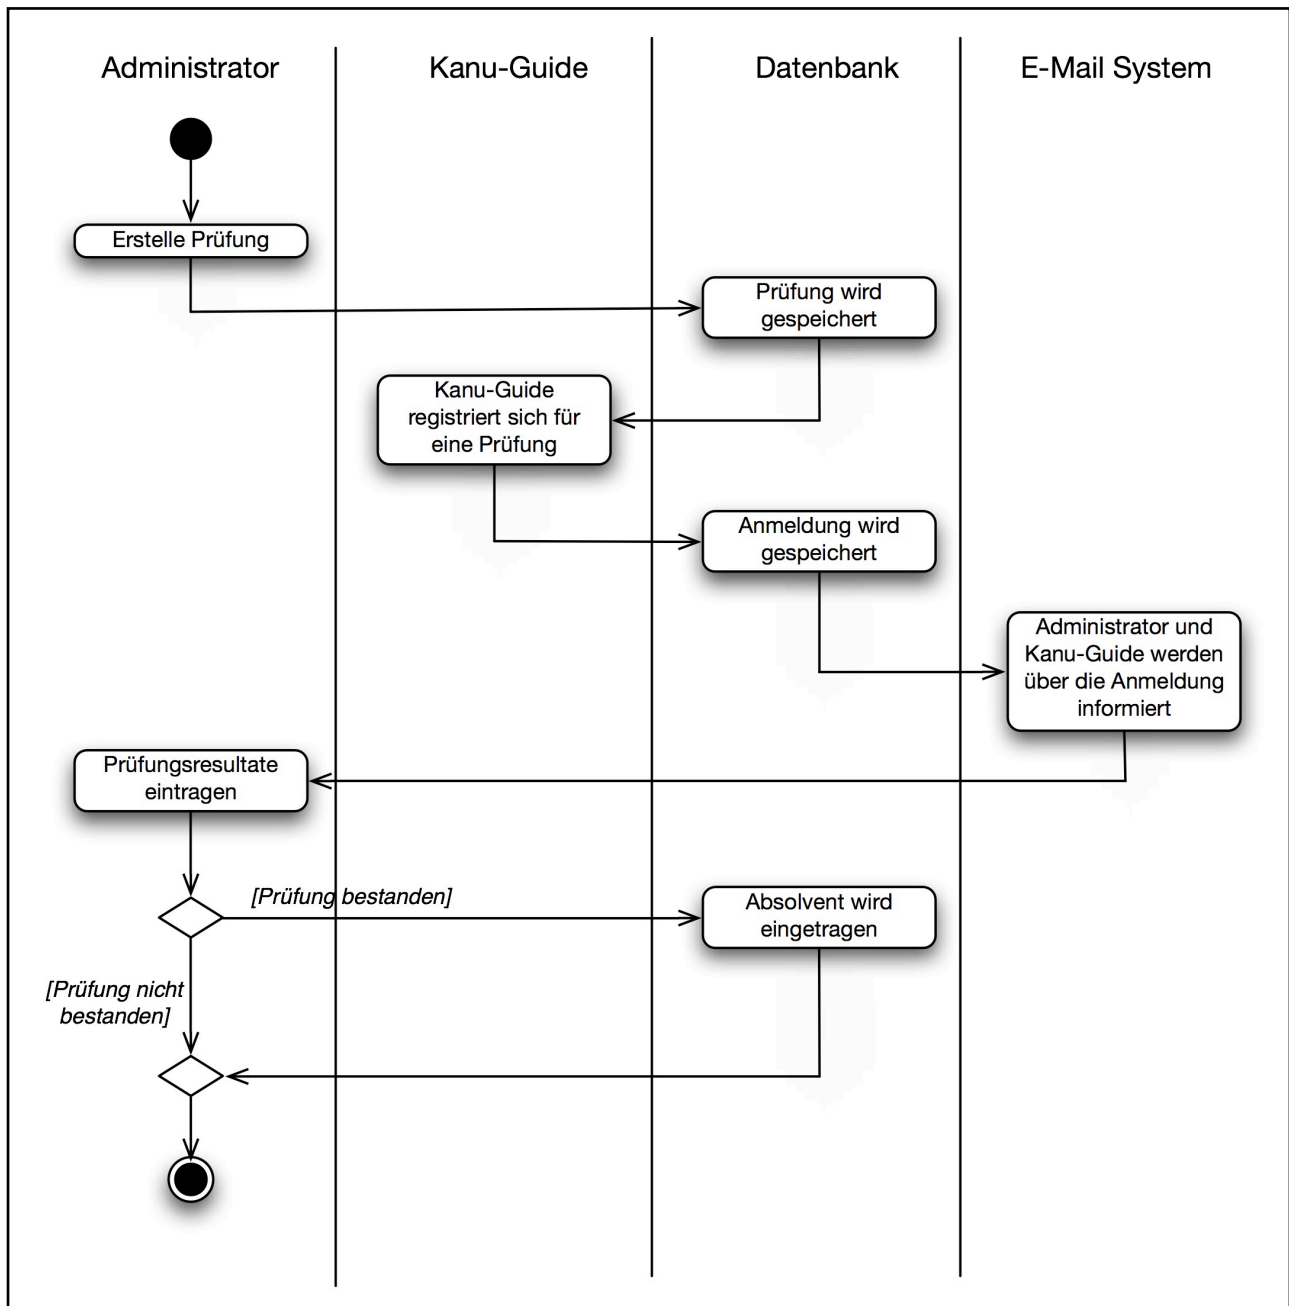 Administrator
Kanu-Guide
Datenbank
E-Mail System
Erstelle Prüfung
Prüfung wird
gespeichert
Kanu-Guide
registriert sich für
eine Prüfung
Anmeldung wird
gespeichert
Administrator und
Kanu-Guide werden
über die Anmeldung
informiert
Prüfungsresultate
eintragen
[Prüfung bestanden]
Absolvent wird
eingetragen
[Prüfung nicht
bestanden]